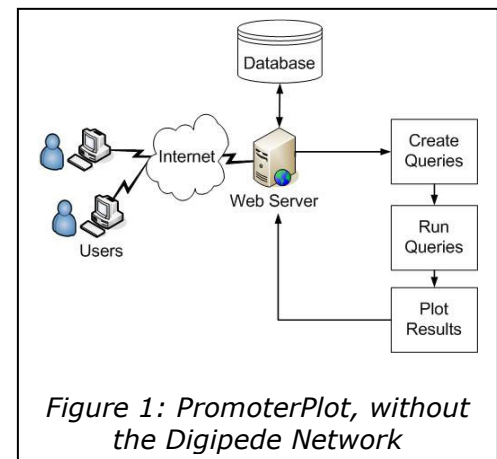 Database
Internet
Web Server
Users
Create
Queries
Run
Queries
Plot
Results
Figure 1: PromoterPlot, without
the Digipede Network